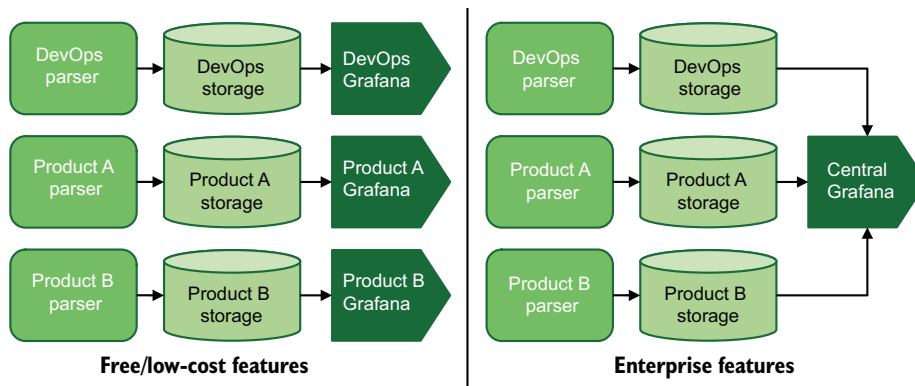 DevOps
parser
DevOps
storage
DevOps
Grafana
Product A
parser
Product A
storage
Product A
Grafana
Product B
parser
Product B
storage
Product B
Grafana
Free/low-cost features
DevOps
parser
DevOps
storage
Product A
parser
Product A
storage
Central
Grafana
Product B
parser
Product B
storage
Enterprise features